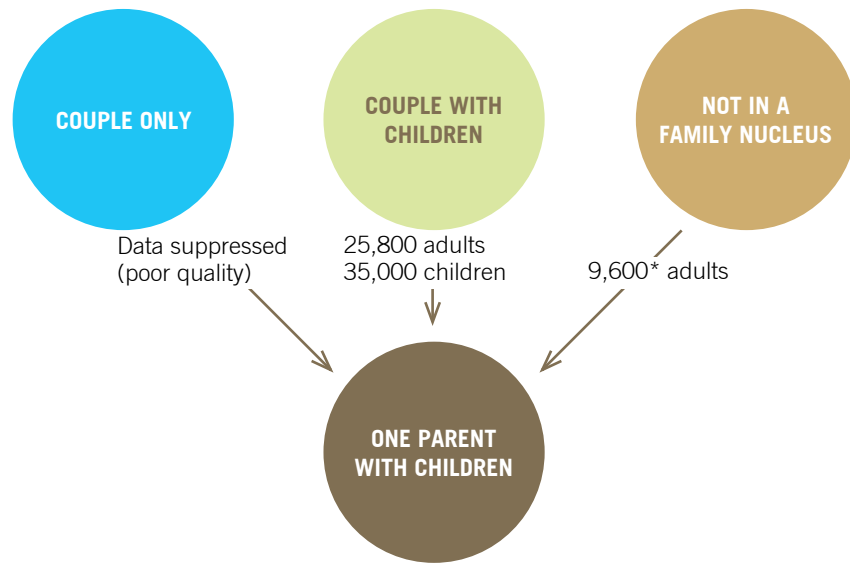 COUPLE ONLY
COUPLE WITH
CHILDREN
NOT IN A
FAMILY NUCLEUS
Data suppressed
(poor quality)
25,800 adults
35,000 children
9,600* adults
ONE PARENT
WITH CHILDREN